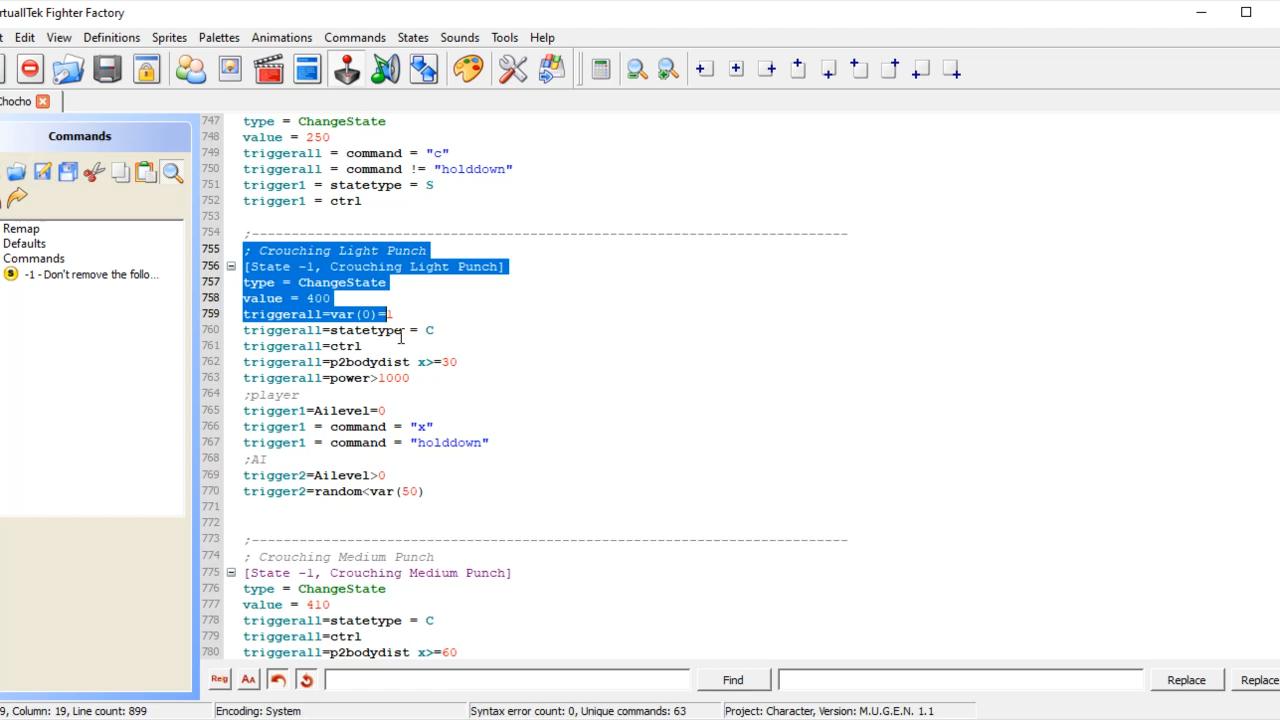 VirtuallTek Fighter Factory
Edit View Definitions Sprites Palettes Animations Commands States Sounds Tools Help
Chocho
Commands
Remap
Defaults
Commands
-1 - Don't remove the follo...
747 type = ChangeState
748 value = 250
749 triggerall = command = "c"
750 triggerall = command != "holddown"
751 trigger1 = statetype = S
752 trigger1 = ctrl
753
754 ;---------------------------------------------------------------------------
755 ; Crouching Light Punch
756 [State -1, Crouching Light Punch]
757 type = ChangeState
758 value = 400
759 triggerall=var(0)=1
760 triggerall=statetype = C
761 triggerall=ctrl
762 triggerall=p2bodydist x>=30
763 triggerall=power>1000
764 ;player
765 trigger1=Ailevel=0
766 trigger1 = command = "x"
767 trigger1 = command = "holddown"
768 ;AI
769 trigger2=Ailevel>0
770 trigger2=random<var(50)
771
772
773 ;---------------------------------------------------------------------------
774 ; Crouching Medium Punch
775 [State -1, Crouching Medium Punch]
776 type = ChangeState
777 value = 410
778 triggerall=statetype = C
779 triggerall=ctrl
780 triggerall=p2bodydist x>=60
Reg AA Find Replace Replace
9, Column: 19, Line count: 899 Encoding: System Syntax error count: 0, Unique commands: 63 Project: Character, Version: M.U.G.E.N. 1.1